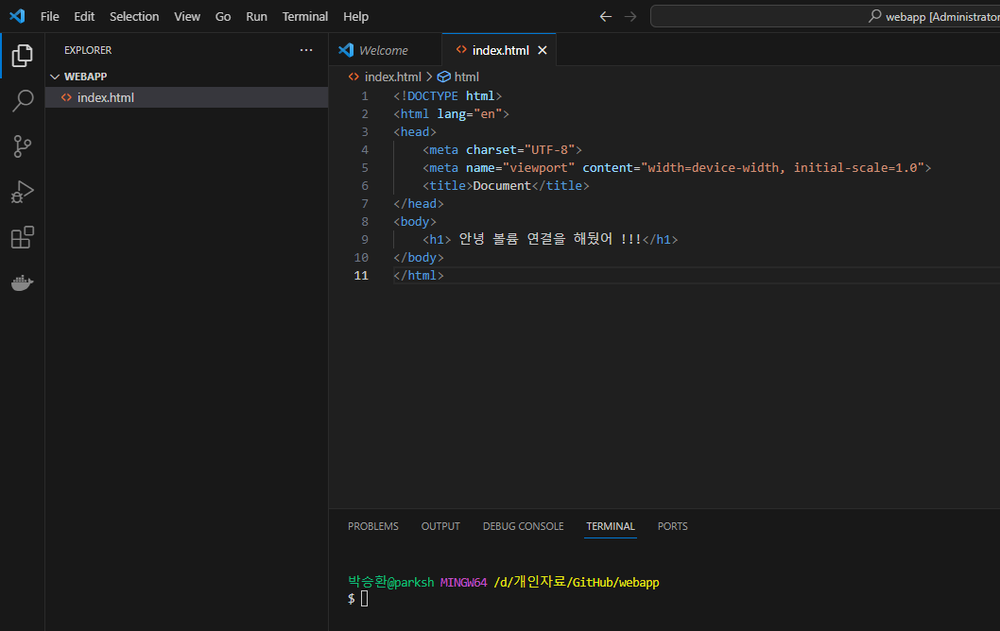 File Edit Selection View Go Run Terminal Help webapp [Administrator
EXPLORER ...
WEBAPP
index.html
Welcome index.html
index.html > html
1 <!DOCTYPE html>
2 <html lang="en">
3 <head>
4 <meta charset="UTF-8">
5 <meta name="viewport" content="width=device-width, initial-scale=1.0">
6 <title>Document</title>
7 </head>
8 <body>
9 <h1> 안녕 볼륨 연결을 해뒀어 !!!</h1>
10 </body>
11 </html>
PROBLEMS OUTPUT DEBUG CONSOLE TERMINAL PORTS
박승환@parksh MINGW64 /d/개인자료/GitHub/webapp
$